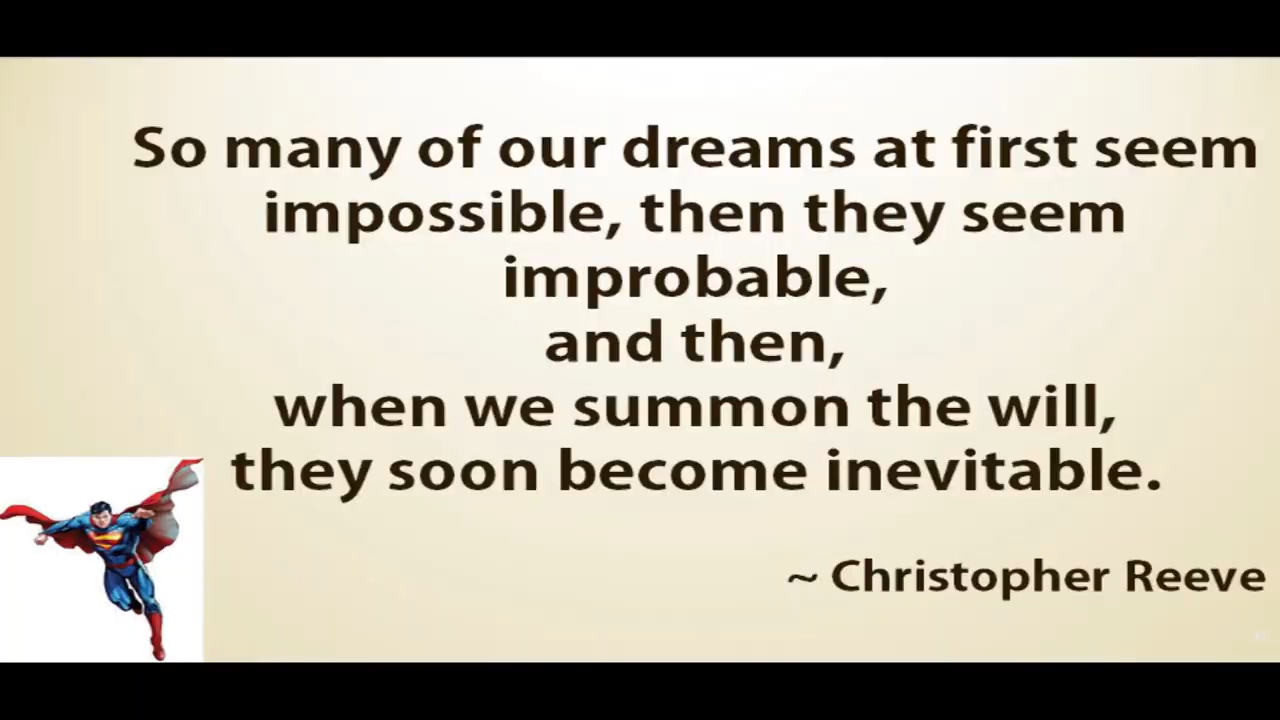 So many of our dreams at first seem
impossible, then they seem
improbable,
and then,
when we summon the will,
they soon become inevitable.
~ Christopher Reeve